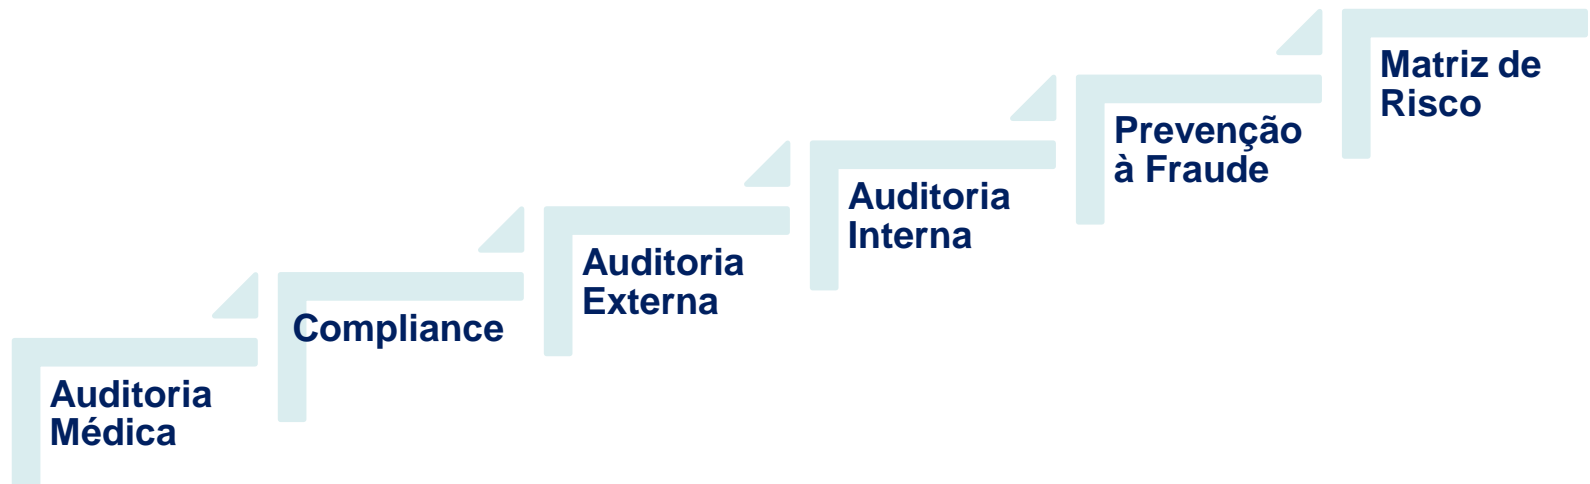 Auditoria
Médica
Compliance
Auditoria
Externa
Auditoria
Interna
Prevenção
à Fraude
Matriz de
Risco